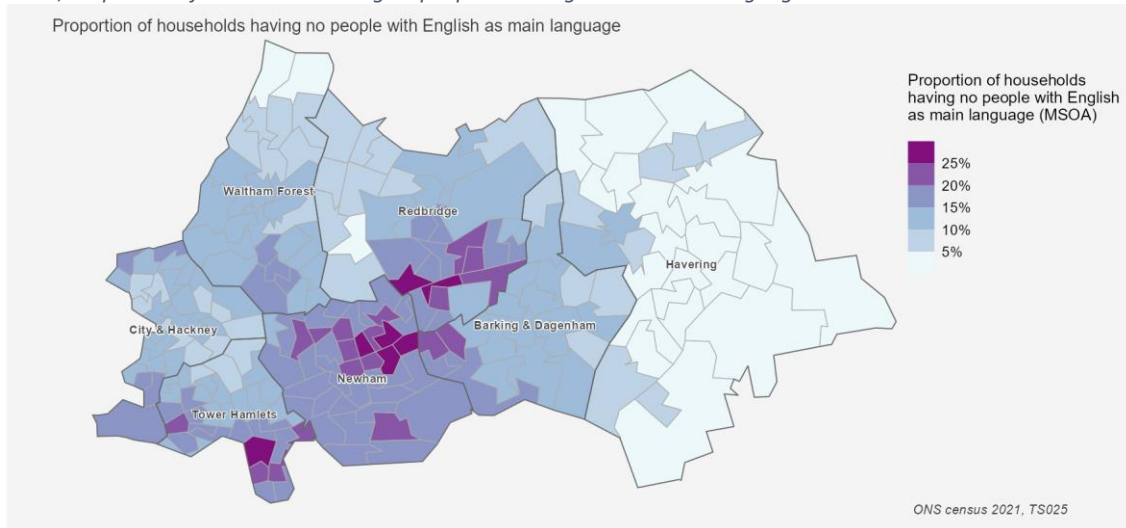 Proportion of households having no people with English as main language
Proportion of households
having no people with English
as main language (MSOA)
25%
20%
15%
10%
5%
Waltham Forest
Redbridge
Havering
City & Hackney
Barking & Dagenham
Newham
Tower Hamlets
ONS census 2021, TS025